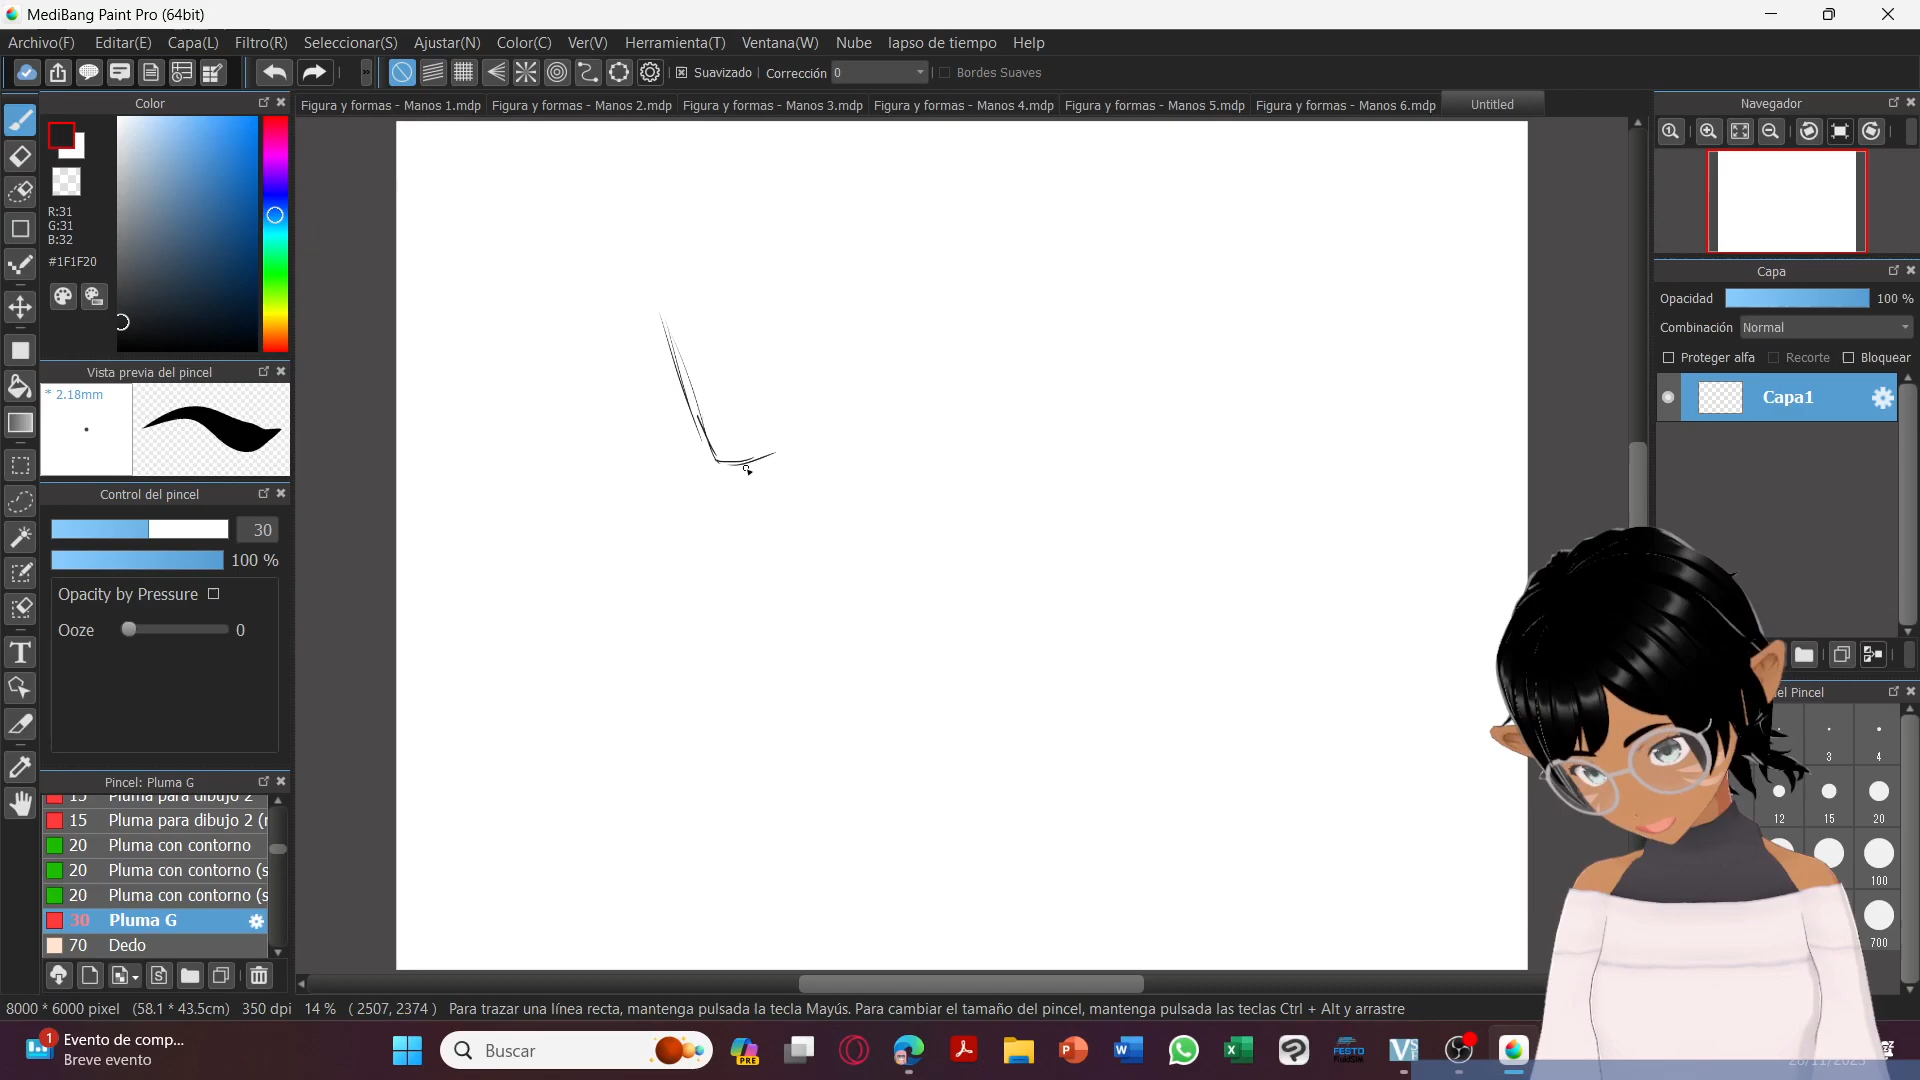 MediBang Paint Pro (64bit)
Archivo(F) Editar(E) Capa(L) Filtro(R) Seleccionar(S) Ajustar(N) Color(C) Ver(V) Herramienta(T) Ventana(W) Nube lapso de tiempo Help
» Suavizado Corrección 0 Bordes Suaves
Color
Figura y formas - Manos 1.mdp Figura y formas - Manos 2.mdp Figura y formas - Manos 3.mdp Figura y formas - Manos 4.mdp Figura y formas - Manos 5.mdp Figura y formas - Manos 6.mdp Untitled
Navegador
R:31
G:31
B:32
#1F1F20
Capa
Opacidad 100 %
Combinación Normal
Proteger alfa Recorte Bloquear
Capa1
Vista previa del pincel
* 2.18mm
Control del pincel
30
100 %
Opacity by Pressure
Ooze 0
el Pincel
3 4
12 15 20
100
700
Pincel: Pluma G
15 Pluma para dibujo 2
15 Pluma para dibujo 2 (r
20 Pluma con contorno
20 Pluma con contorno (s
20 Pluma con contorno (s
30 Pluma G
70 Dedo
8000 * 6000 pixel (58.1 * 43.5cm) 350 dpi 14 % ( 2507, 2374 ) Para trazar una línea recta, mantenga pulsada la tecla Mayús. Para cambiar el tamaño del pincel, mantenga pulsadas las teclas Ctrl + Alt y arrastre
1
Evento de comp...
Breve evento
Buscar
PRE
FESTO